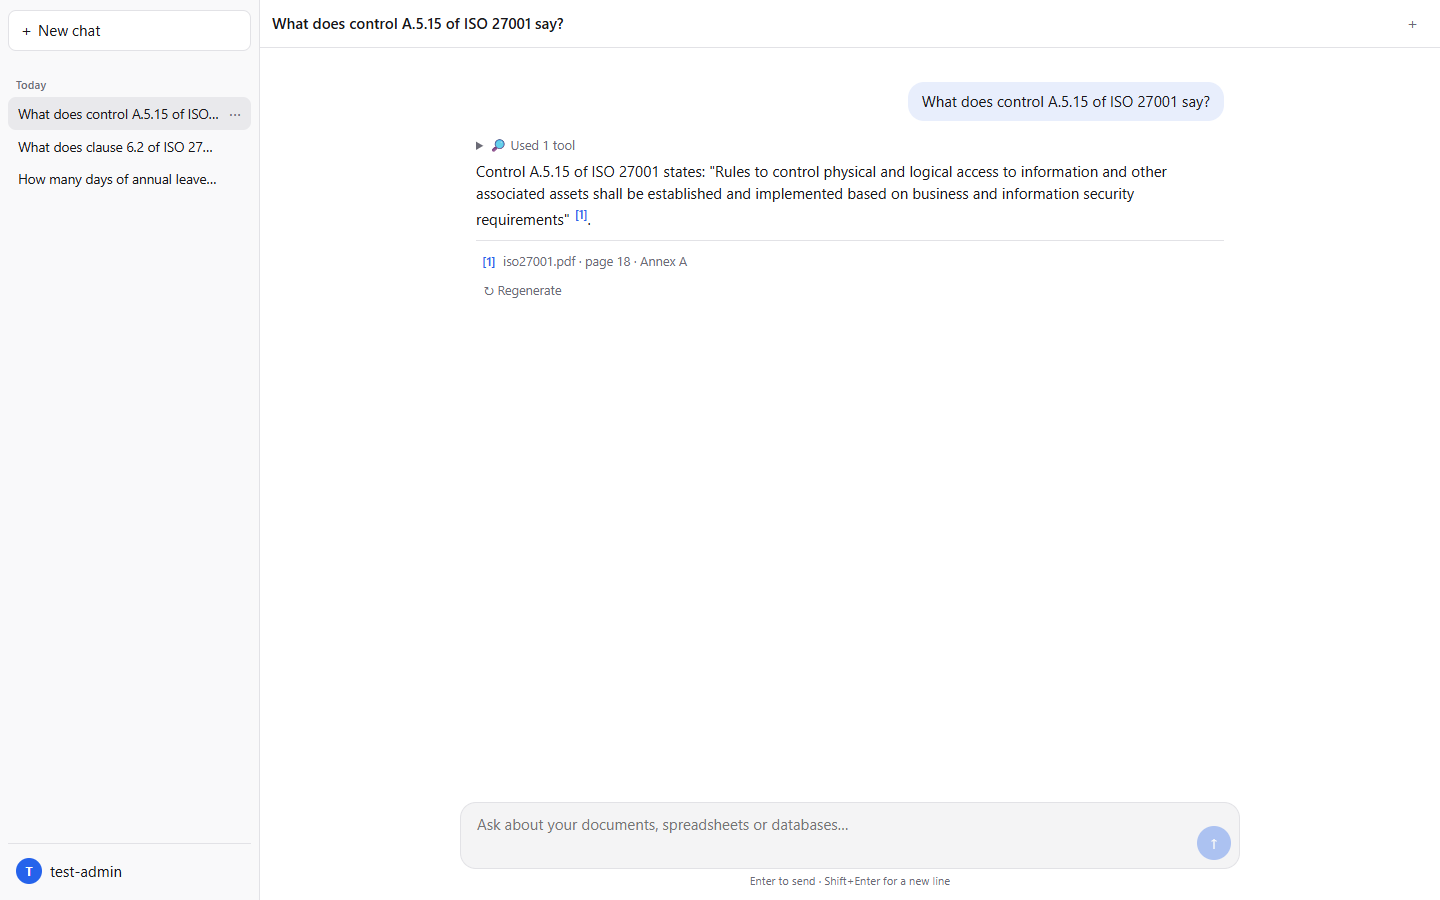 + New chat
Today
What does control A.5.15 of ISO... ...
What does clause 6.2 of ISO 27...
How many days of annual leave...
test-admin
T
What does control A.5.15 of ISO 27001 say?
+
What does control A.5.15 of ISO 27001 say?
▶ 🔎 Used 1 tool
Control A.5.15 of ISO 27001 states: "Rules to control physical and logical access to information and other
associated assets shall be established and implemented based on business and information security
requirements" [1].
[1] iso27001.pdf · page 18 · Annex A
↻ Regenerate
Ask about your documents, spreadsheets or databases...
↑
Enter to send · Shift+Enter for a new line